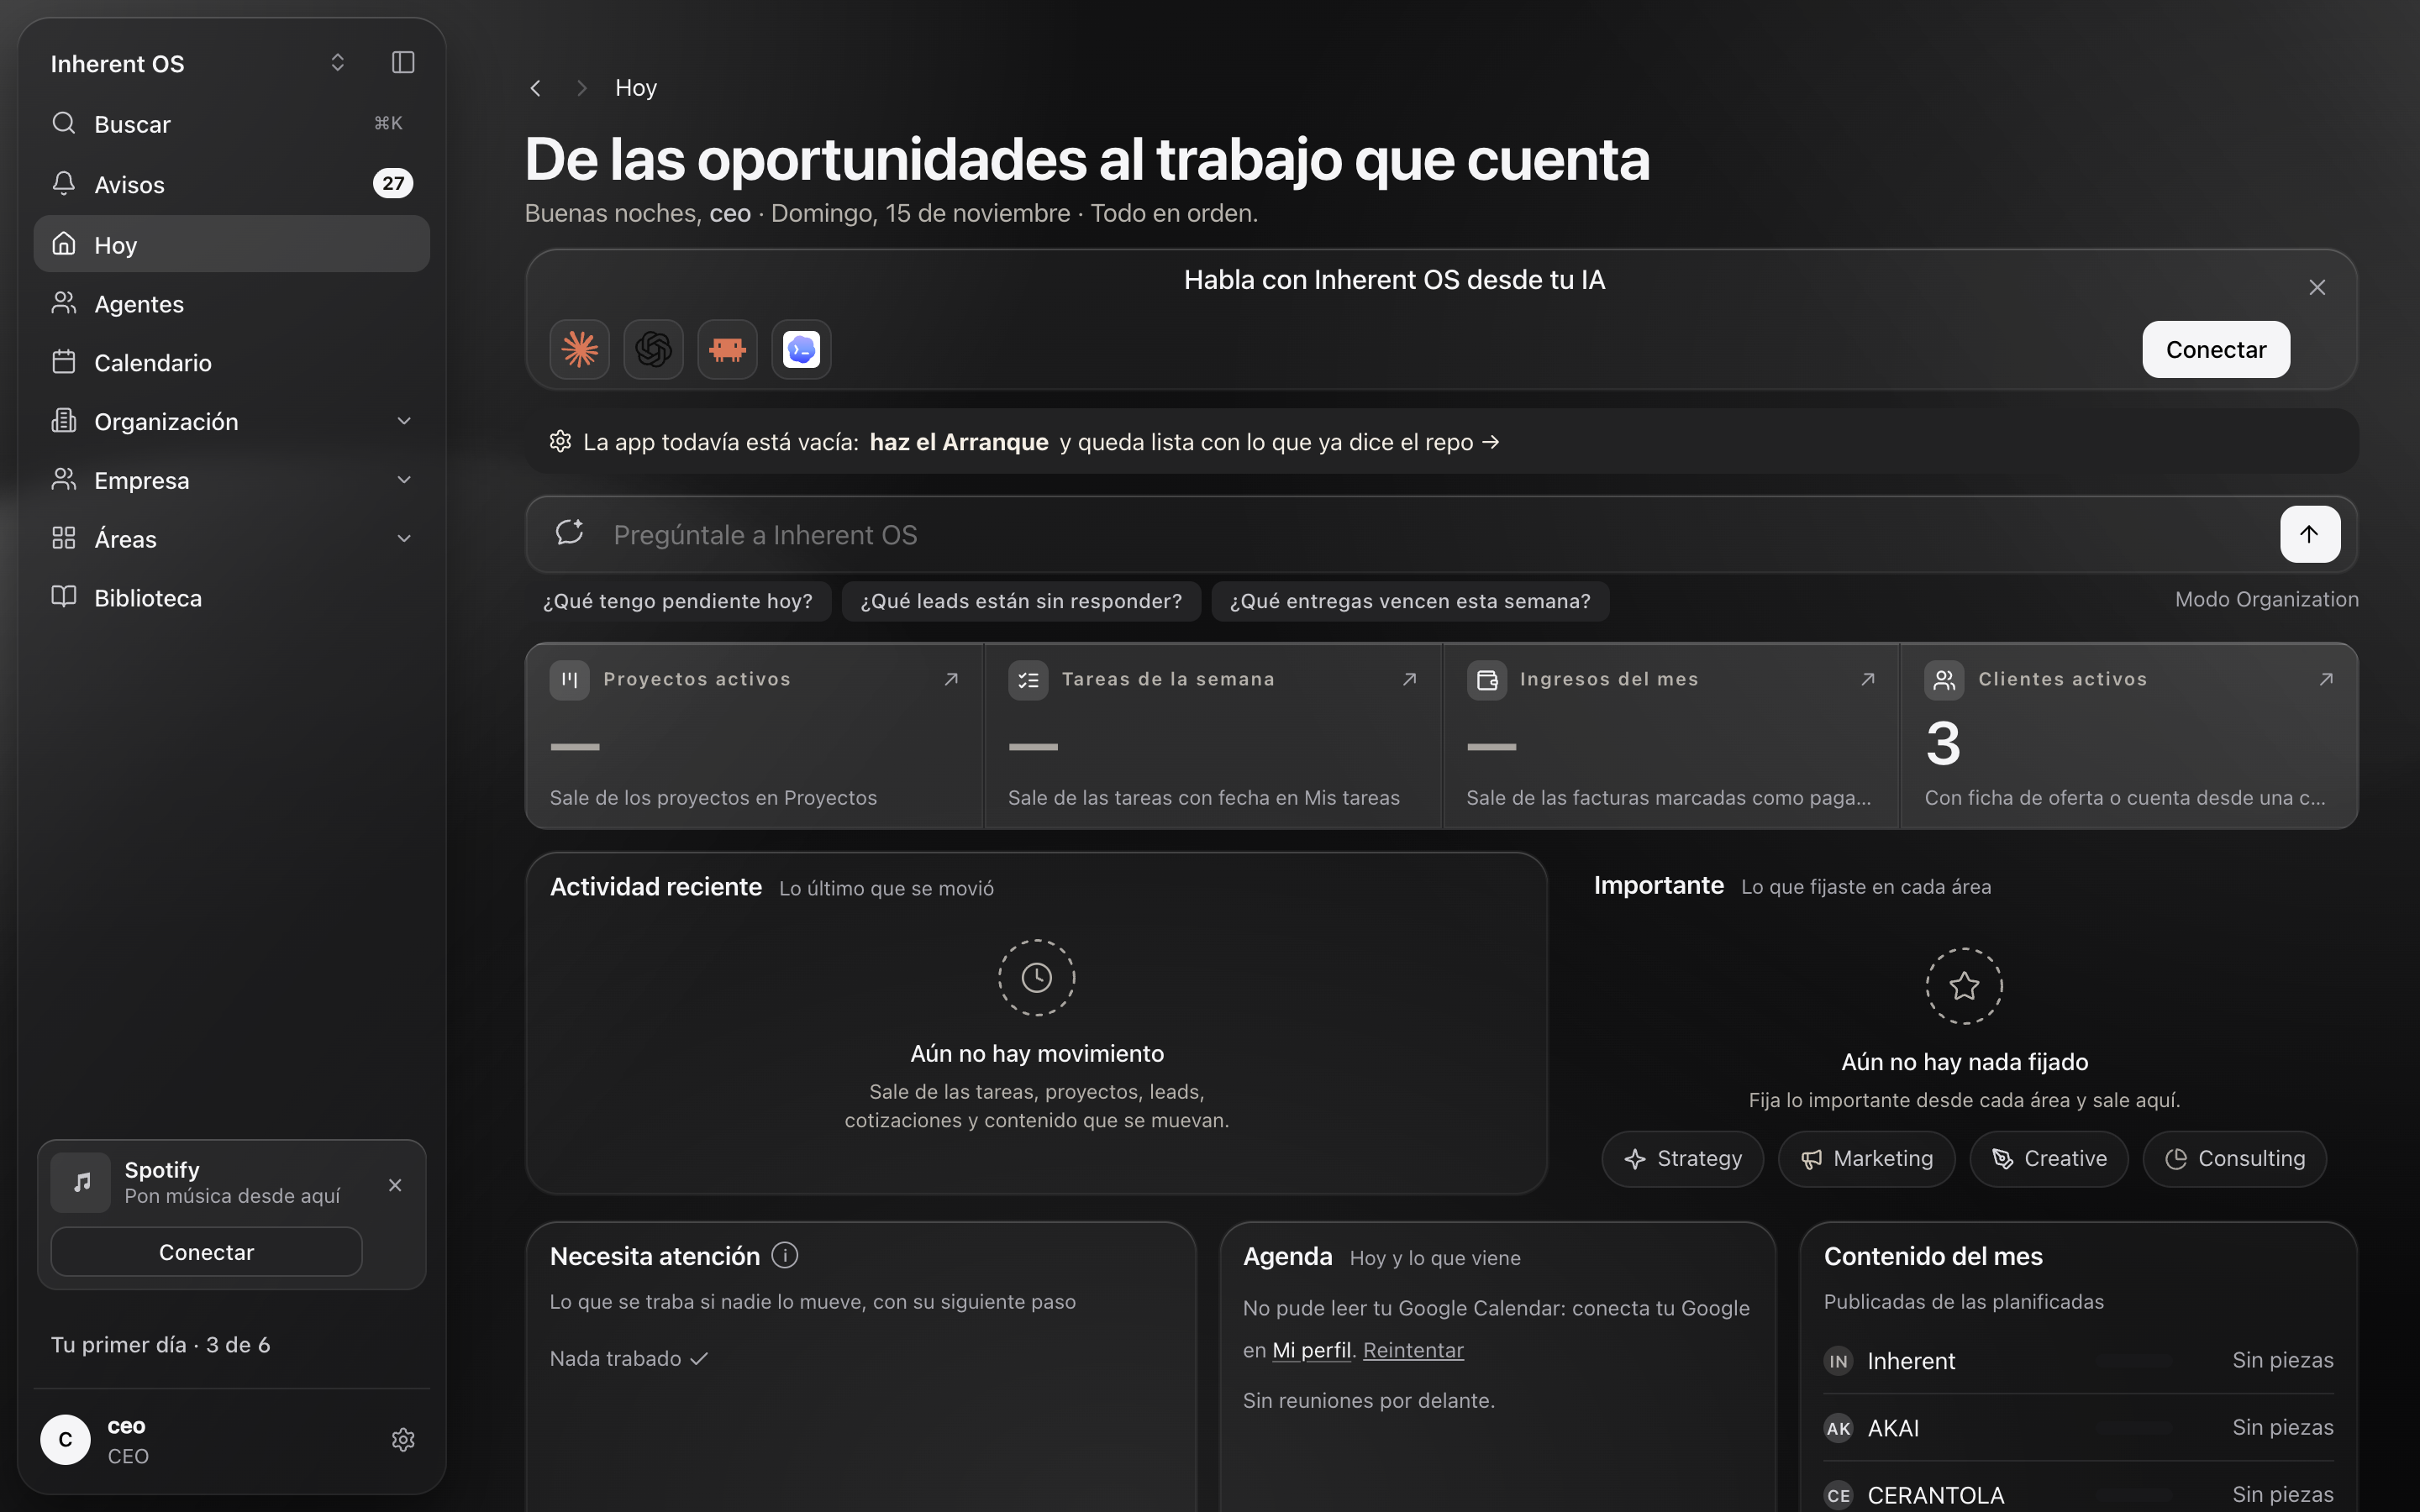 Inherent OS
Buscar ⌘K
Avisos 27
Hoy
Agentes
Calendario
Organización
Empresa
Áreas
Biblioteca
Spotify
Pon música desde aquí
Conectar
Tu primer día · 3 de 6
C
ceo
CEO
Hoy
De las oportunidades al trabajo que cuenta
Buenas noches, ceo · Domingo, 15 de noviembre · Todo en orden.
Habla con Inherent OS desde tu IA
Conectar
La app todavía está vacía: haz el Arranque y queda lista con lo que ya dice el repo →
Pregúntale a Inherent OS
¿Qué tengo pendiente hoy? ¿Qué leads están sin responder? ¿Qué entregas vencen esta semana? Modo Organization
Proyectos activos
—
Sale de los proyectos en Proyectos
Tareas de la semana
—
Sale de las tareas con fecha en Mis tareas
Ingresos del mes
—
Sale de las facturas marcadas como paga...
Clientes activos
3
Con ficha de oferta o cuenta desde una c...
Actividad reciente Lo último que se movió
Aún no hay movimiento
Sale de las tareas, proyectos, leads,
cotizaciones y contenido que se muevan.
Importante Lo que fijaste en cada área
Aún no hay nada fijado
Fija lo importante desde cada área y sale aquí.
Strategy Marketing Creative Consulting
Necesita atención
Lo que se traba si nadie lo mueve, con su siguiente paso
Nada trabado ✓
Agenda Hoy y lo que viene
No pude leer tu Google Calendar: conecta tu Google
en Mi perfil. Reintentar
Sin reuniones por delante.
Contenido del mes
Publicadas de las planificadas
IN Inherent Sin piezas
AK AKAI Sin piezas
CE CERANTOLA Sin piezas